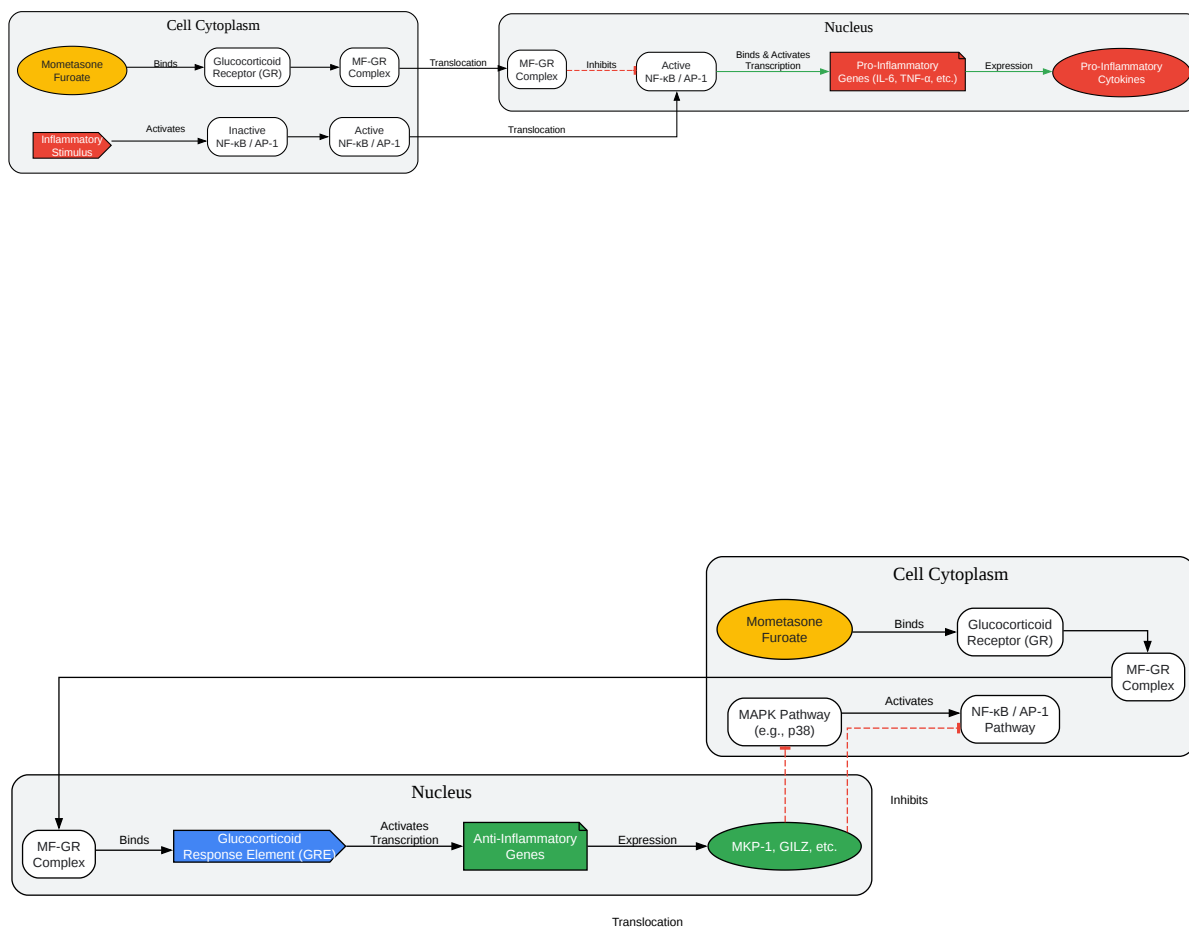 Cell Cytoplasm
Mometasone
Furoate
Binds
Glucocorticoid
Receptor (GR)
MF-GR
Complex
Translocation
Inflammatory
Stimulus
Activates
Inactive
NF-κB / AP-1
Active
NF-κB / AP-1
Translocation
Nucleus
MF-GR
Complex
Inhibits
Active
NF-κB / AP-1
Binds & Activates
Transcription
Pro-Inflammatory
Genes (IL-6, TNF-α, etc.)
Expression
Pro-Inflammatory
Cytokines
Cell Cytoplasm
Mometasone
Furoate
Binds
Glucocorticoid
Receptor (GR)
MF-GR
Complex
MAPK Pathway
(e.g., p38)
Activates
NF-κB / AP-1
Pathway
Nucleus
Inhibits
MF-GR
Complex
Binds
Glucocorticoid
Response Element (GRE)
Activates
Transcription
Anti-Inflammatory
Genes
Expression
MKP-1, GILZ, etc.
Translocation